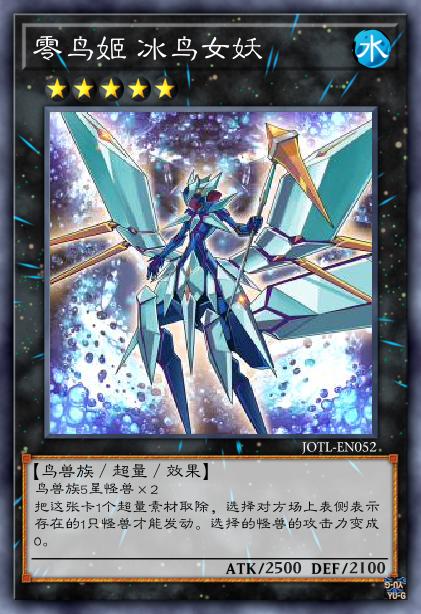 零鸟姬 冰鸟女妖
水
JOTL-EN052
【鸟兽族／超量／效果】
鸟兽族5星怪兽×2
把这张卡1个超量素材取除，选择对方场上表侧表示
存在的1只怪兽才能发动。选择的怪兽的攻击力变成
0。
ATK/2500 DEF/2100